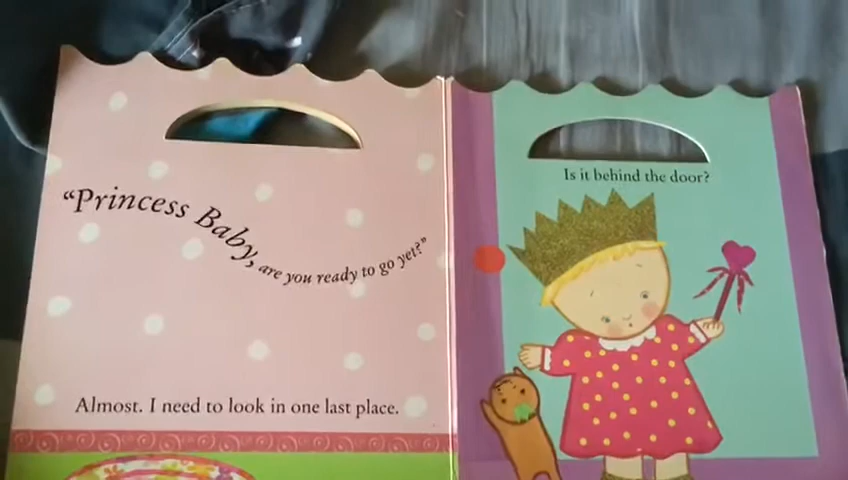 “Princess Baby, are you ready to go yet?”
Almost. I need to look in one last place.
Is it behind the door?